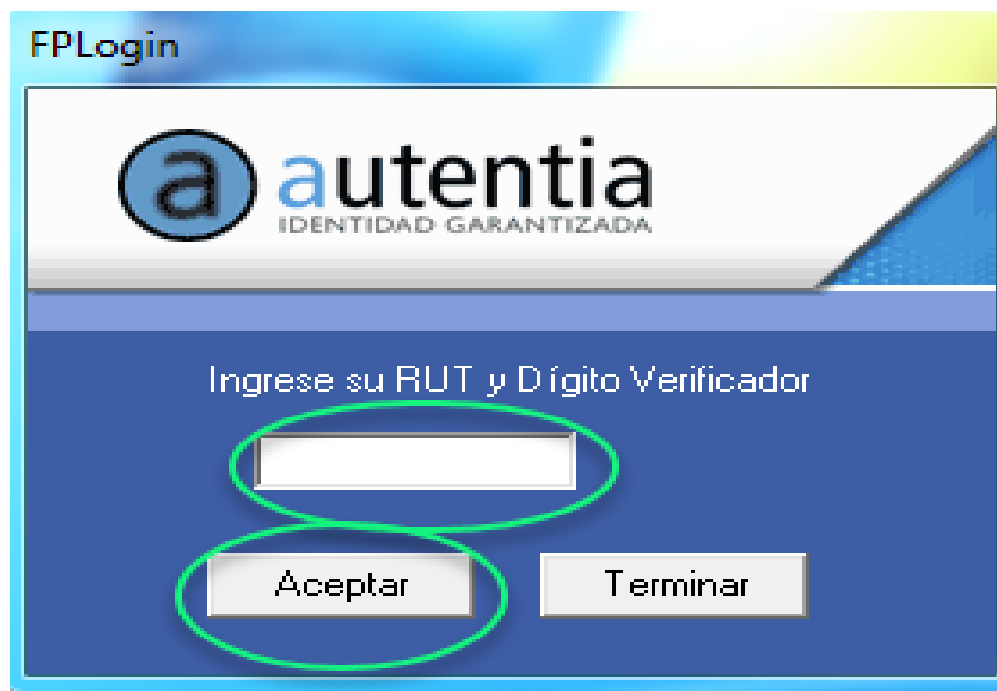 FPLogin
a autentia
IDENTIDAD GARANTIZADA
Ingrese su RUT y Dígito Verificador
Aceptar Terminar